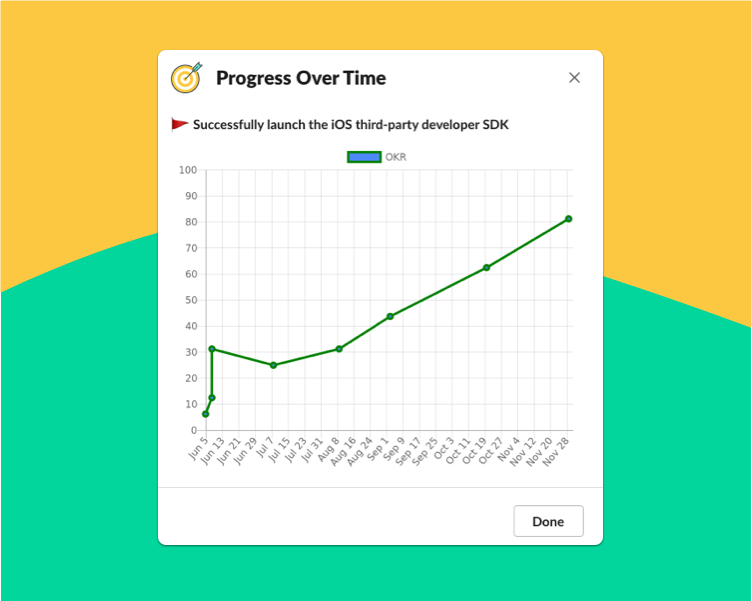 Progress Over Time
Successfully launch the iOS third-party developer SDK
OKR
100
90
80
70
60
50
40
30
20
10
0
Jun 5 Jun 13 Jun 21 Jun 29 Jul 7 Jul 15 Jul 23 Jul 31 Aug 8 Aug 16 Aug 24 Sep 1 Sep 9 Sep 17 Sep 25 Oct 3 Oct 11 Oct 19 Oct 27 Nov 4 Nov 12 Nov 20 Nov 28
Done